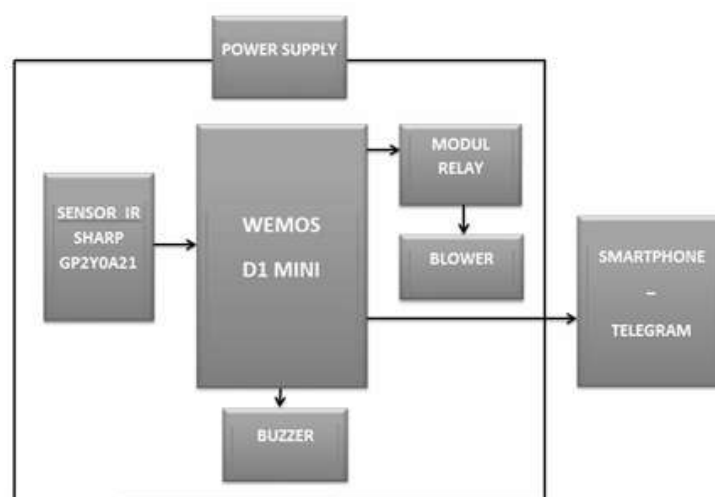 POWER SUPPLY
MODUL
RELAY
SENSOR IR
SHARP
GP2Y0A21
WEMOS
D1 MINI
BLOWER
SMARTPHONE
–
TELEGRAM
BUZZER